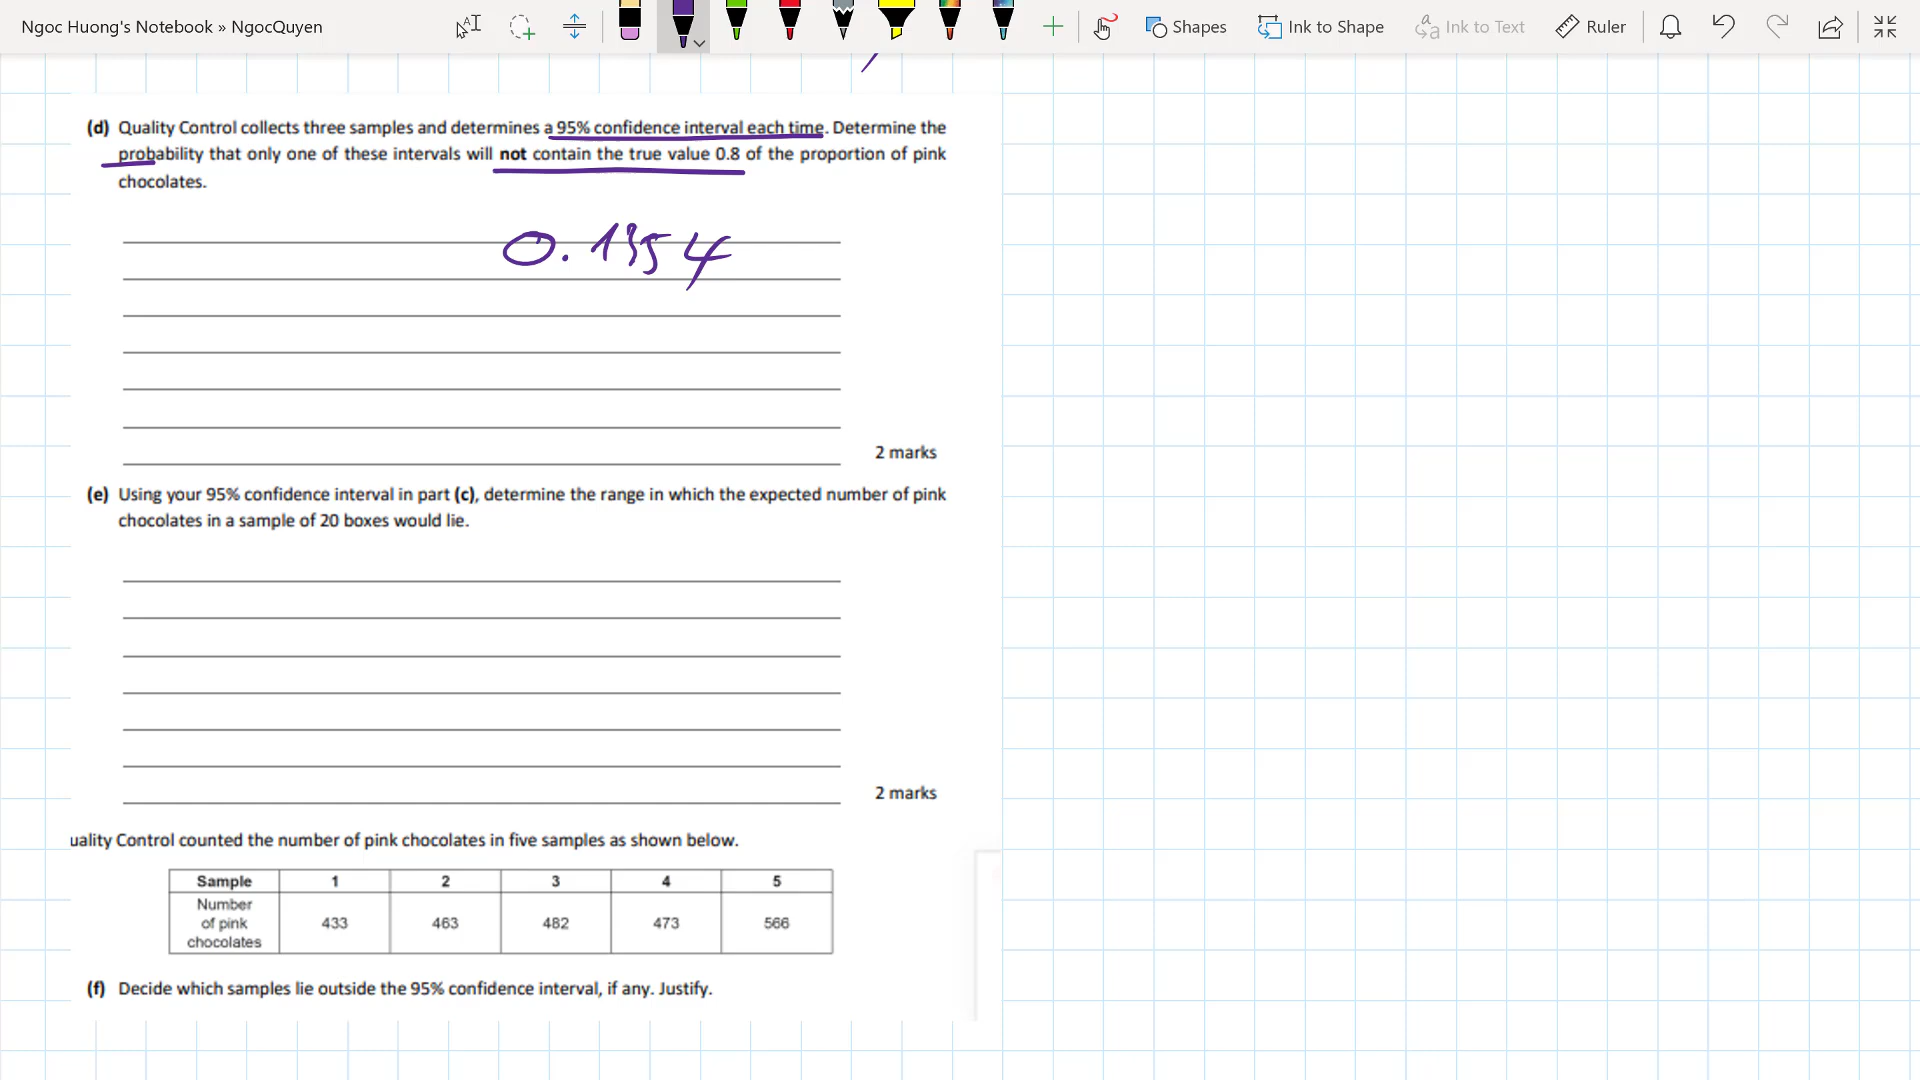 Ngoc Huong's Notebook » NgocQuyen
Shapes
Ink to Shape
Ink to Text
Ruler
(d) Quality Control collects three samples and determines a 95% confidence interval each time. Determine the
probability that only one of these intervals will not contain the true value 0.8 of the proportion of pink
chocolates.
0.1354
2 marks
(e) Using your 95% confidence interval in part (c), determine the range in which the expected number of pink
chocolates in a sample of 20 boxes would lie.
2 marks
uality Control counted the number of pink chocolates in five samples as shown below.
Sample 1 2 3 4 5
Number
of pink 433 463 482 473 566
chocolates
(f) Decide which samples lie outside the 95% confidence interval, if any. Justify.